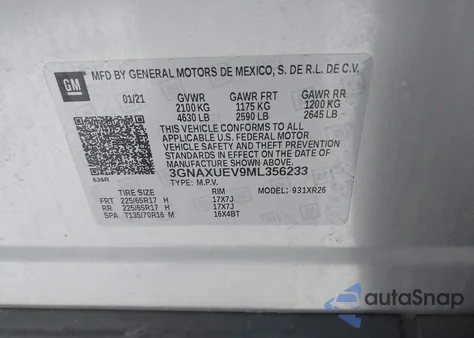 GM MFD BY GENERAL MOTORS DE MEXICO, S. DE R.L. DE C.V.
01/21 GVWR GAWR FRT GAWR RR
2100 KG 1175 KG 1200 KG
4630 LB 2590 LB 2645 LB
THIS VEHICLE CONFORMS TO ALL APPLICABLE
U.S. FEDERAL MOTOR
VEHICLE SAFETY AND THEFT PREVENTION
STANDARDS IN EFFECT ON THE DATE OF
MANUFACTURE SHOWN ABOVE.
3GNAXUEV9ML356233
636R TYPE: M.P.V. MODEL: 931XR26
TIRE SIZE RIM
FRT 225/65R17 H 17X7J
RR 225/65R17 H 17X7J
SPA T135/70R16 M 16X4BT
autoSnap